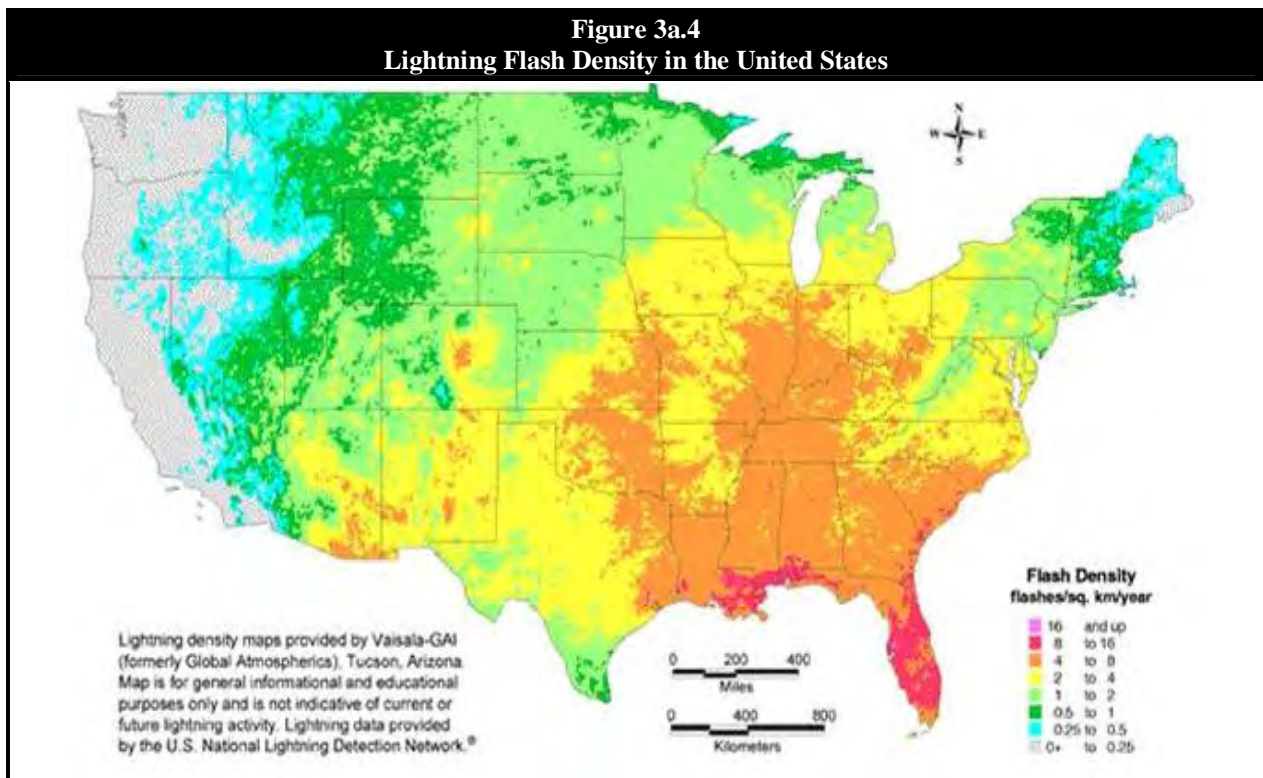 Figure 3a.4
Lightning Flash Density in the United States
N
W E
S
Lightning density maps provided by Vaisala-GAI
(formerly Global Atmospherics), Tucson, Arizona.
Map is for general informational and educational
purposes only and is not indicative of current or
future lightning activity. Lightning data provided
by the U.S. National Lightning Detection Network.®
0 200 400
Miles
0 400 800
Kilometers
Flash Density
flashes/sq. km/year
16 and up
8 to 16
4 to 8
2 to 4
1 to 2
0.5 to 1
0.25 to 0.5
0+ to 0.25